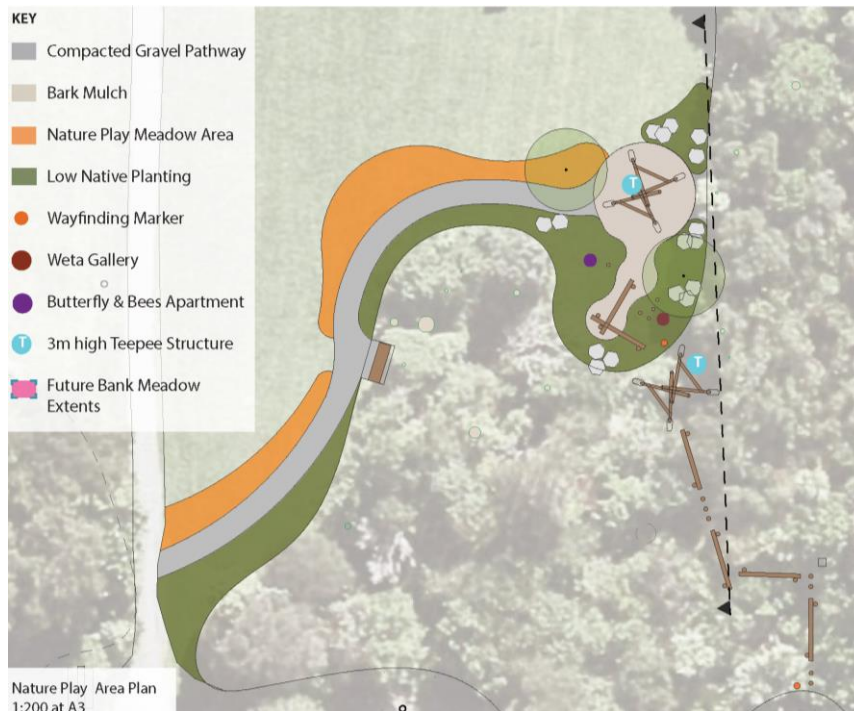 KEY
Compacted Gravel Pathway
Bark Mulch
Nature Play Meadow Area
Low Native Planting
Wayfinding Marker
Weta Gallery
Butterfly & Bees Apartment
T
3m high Teepee Structure
Future Bank Meadow
Extents
T
T
Nature Play Area Plan
1:200 at A3